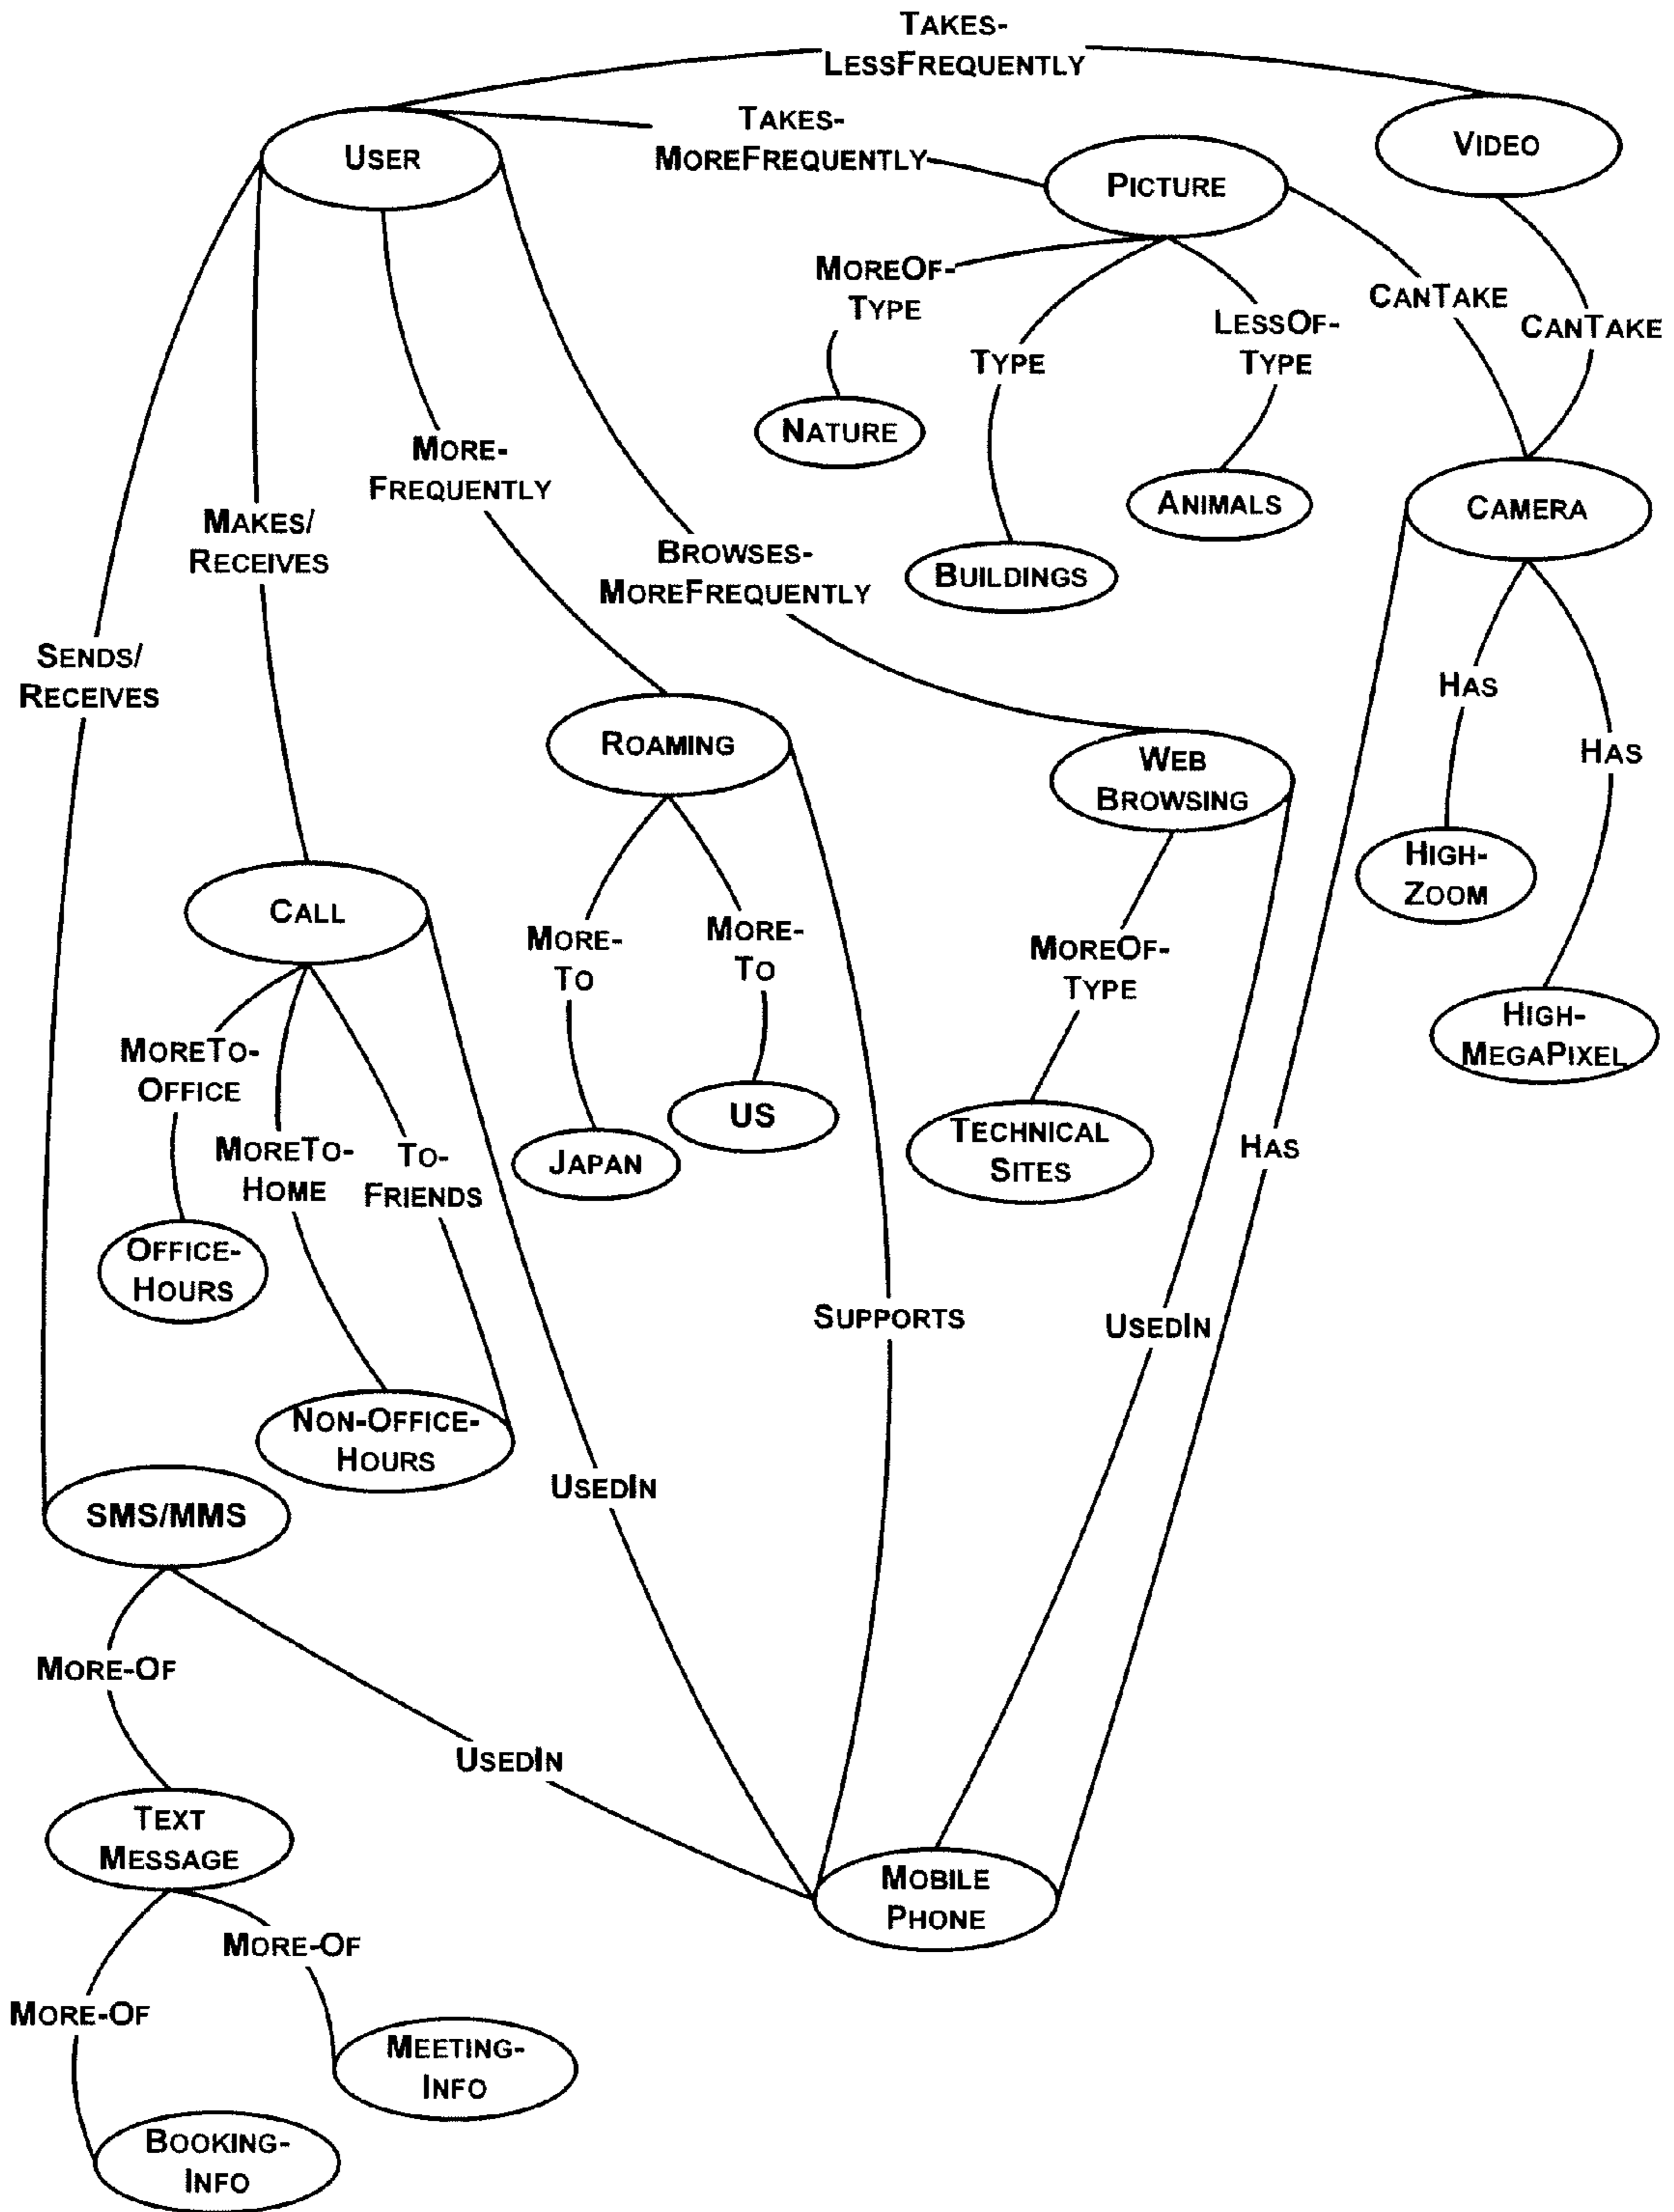 TAKES-
LESSFREQUENTLY
USER
TAKES-
MOREFREQUENTLY
PICTURE
VIDEO
MOREOF-
TYPE
TYPE
LESSOF-
TYPE
CANTAKE
CANTAKE
NATURE
ANIMALS
BUILDINGS
CAMERA
MORE-
FREQUENTLY
MAKES/
RECEIVES
BROWSES-
MOREFREQUENTLY
SENDS/
RECEIVES
HAS
HAS
ROAMING
WEB
BROWSING
HIGH-
ZOOM
CALL
MORE-
TO
MORE-
TO
MOREOF-
TYPE
HIGH-
MEGAPIXEL
MORETO-
OFFICE
MORETO-
HOME
TO-
FRIENDS
JAPAN
US
TECHNICAL
SITES
HAS
OFFICE-
HOURS
SUPPORTS
USEDIN
NON-OFFICE-
HOURS
USEDIN
SMS/MMS
MORE-OF
USEDIN
TEXT
MESSAGE
MOBILE
PHONE
MORE-OF
MORE-OF
MEETING-
INFO
BOOKING-
INFO